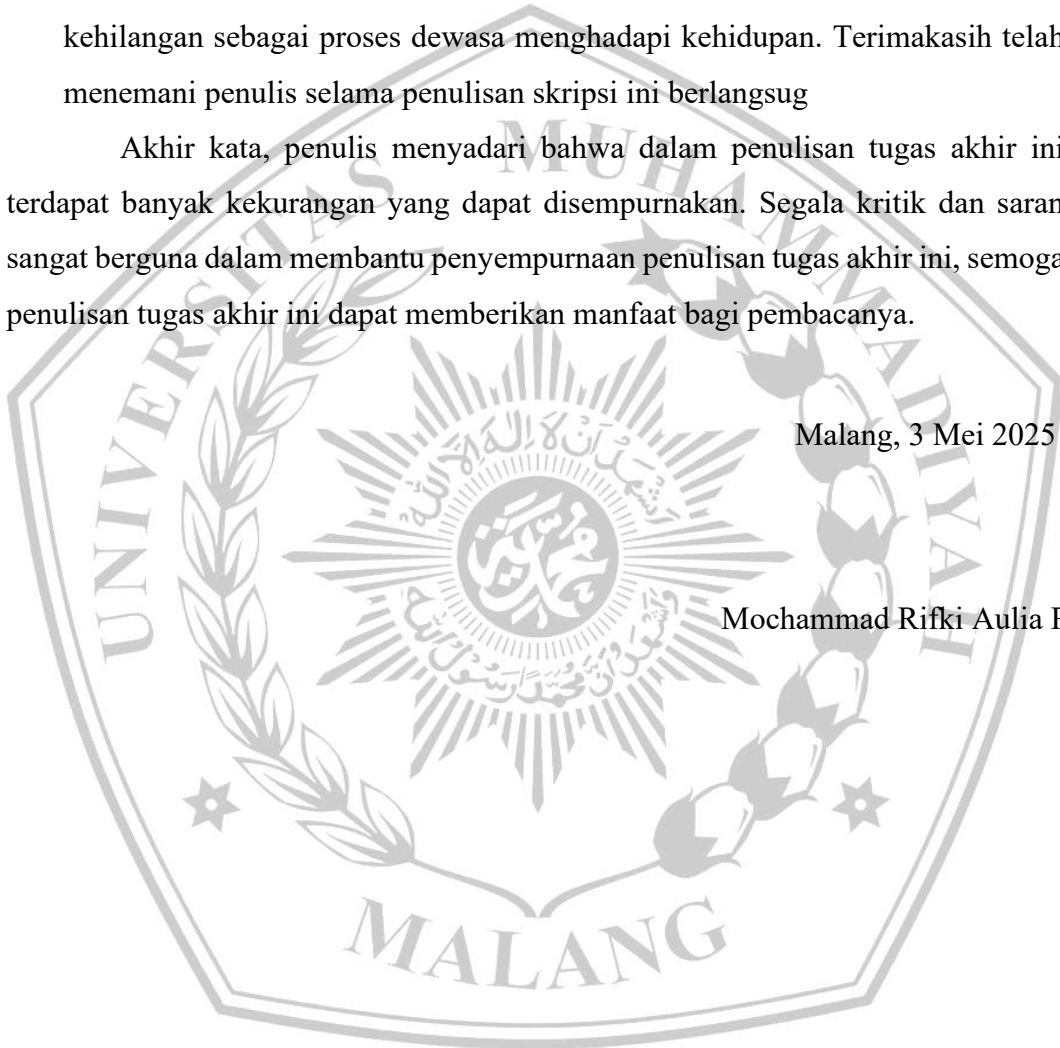 kehilangan sebagai proses dewasa menghadapi kehidupan. Terimakasih telah
menemani penulis selama penulisan skripsi ini berlangsug
Akhir kata, penulis menyadari bahwa dalam penulisan tugas akhir ini
terdapat banyak kekurangan yang dapat disempurnakan. Segala kritik dan saran
sangat berguna dalam membantu penyempurnaan penulisan tugas akhir ini, semoga
penulisan tugas akhir ini dapat memberikan manfaat bagi pembacanya.
Malang, 3 Mei 2025
Mochammad Rifki Aulia
UNIVERSITAS MUHAMMADIYAH
MALANG